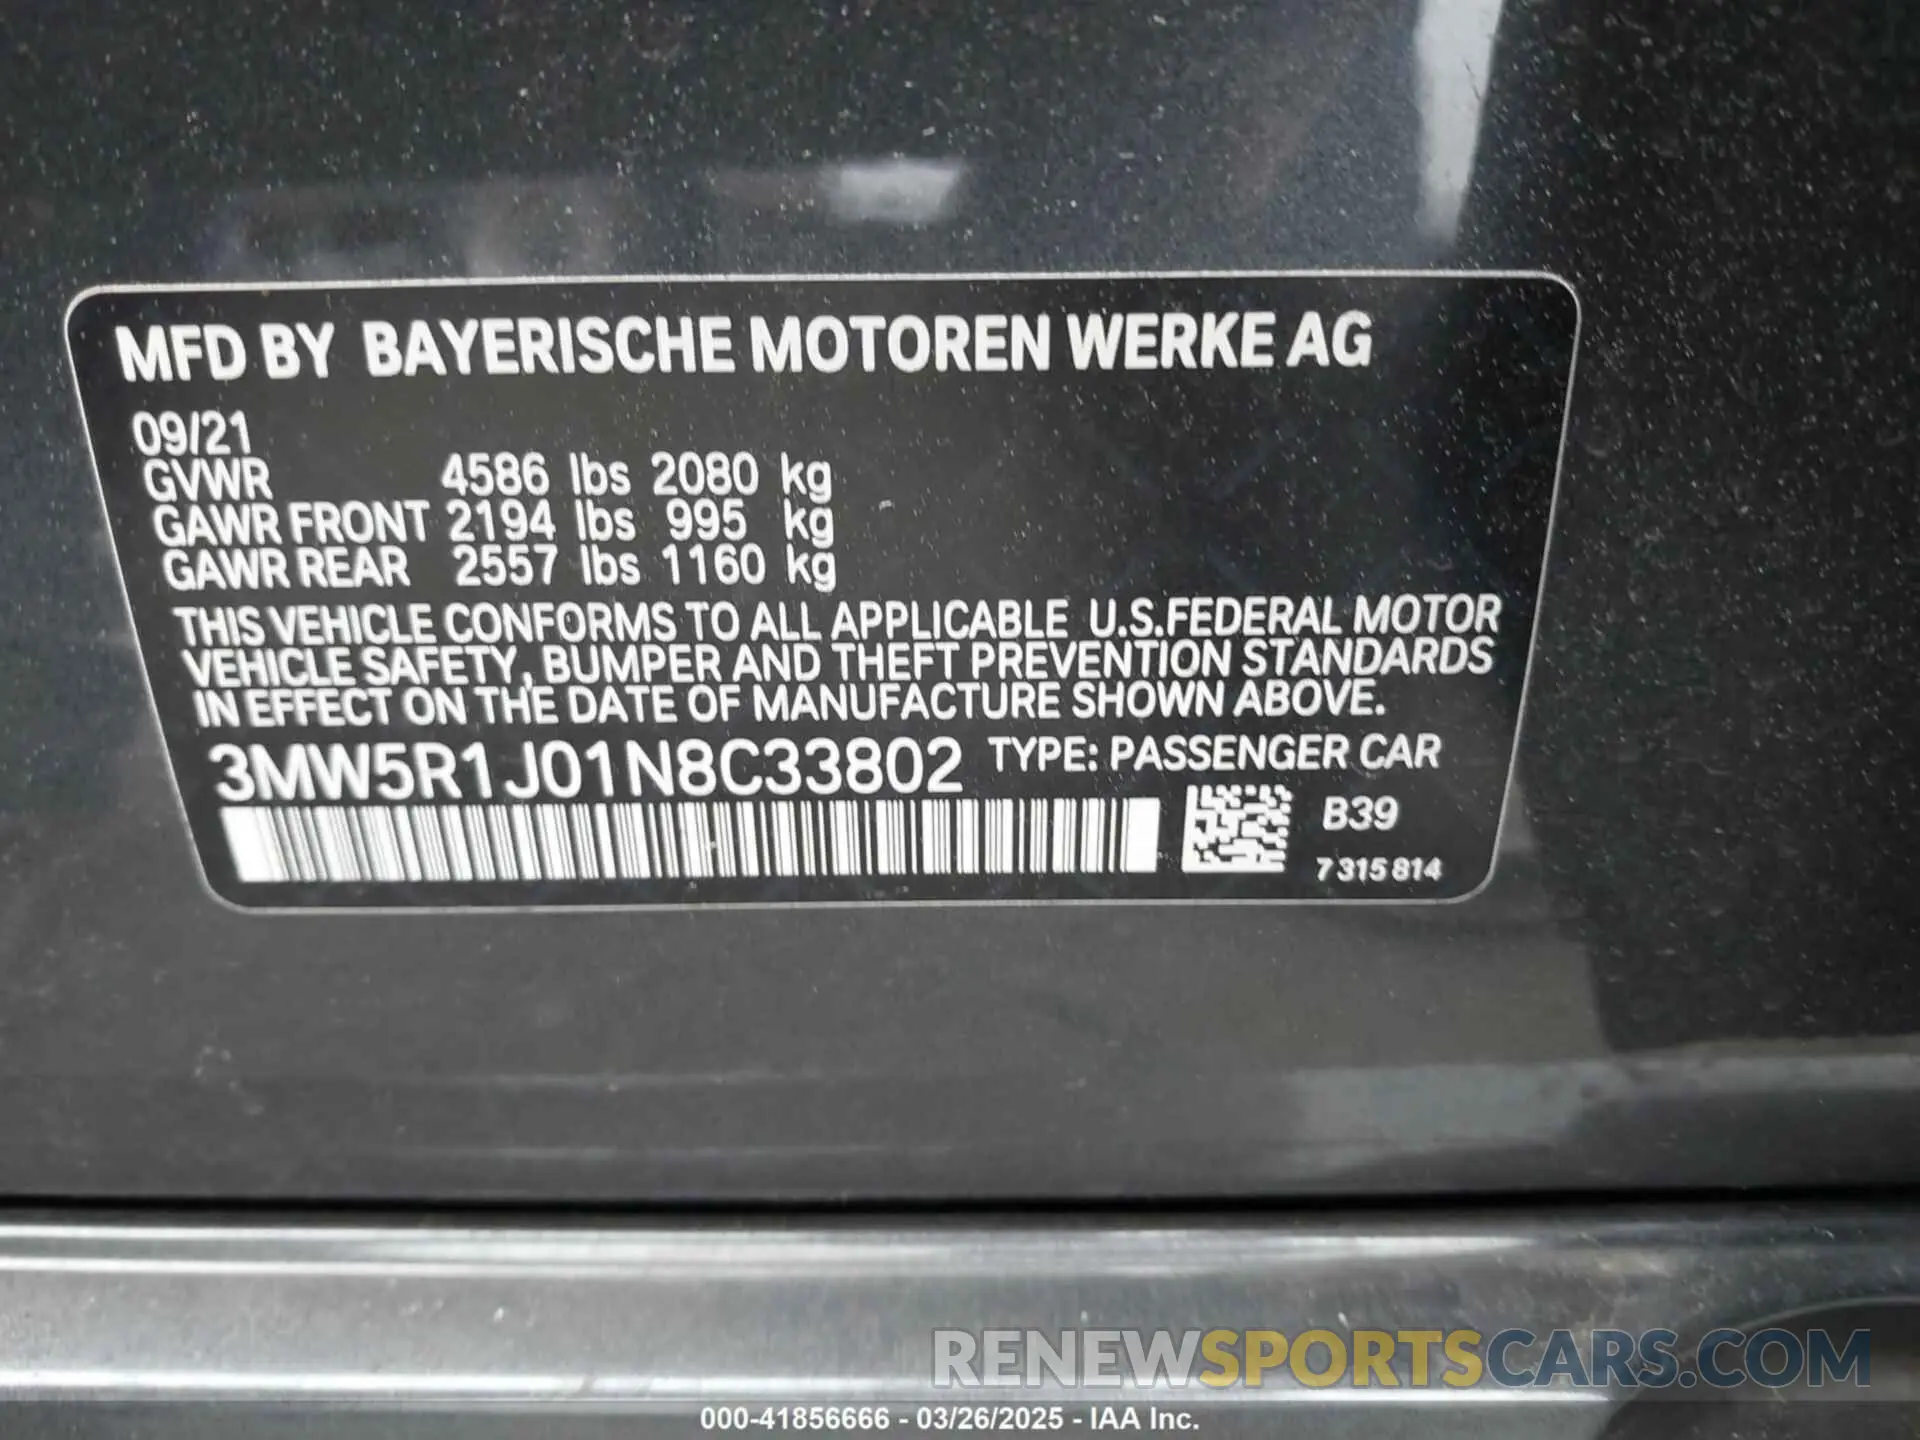 MFD BY BAYERISCHE MOTOREN WERKE AG
09/21
GVWR 4586 lbs 2080 kg
GAWR FRONT 2194 lbs 995 kg
GAWR REAR 2557 lbs 1160 kg
THIS VEHICLE CONFORMS TO ALL APPLICABLE U.S.FEDERAL MOTOR
VEHICLE SAFETY, BUMPER AND THEFT PREVENTION STANDARDS
IN EFFECT ON THE DATE OF MANUFACTURE SHOWN ABOVE.
3MW5R1J01N8C33802 TYPE: PASSENGER CAR
B39
7 315 814
RENEWSPORTSCARS.COM
000-41856666 - 03/26/2025 - IAA Inc.